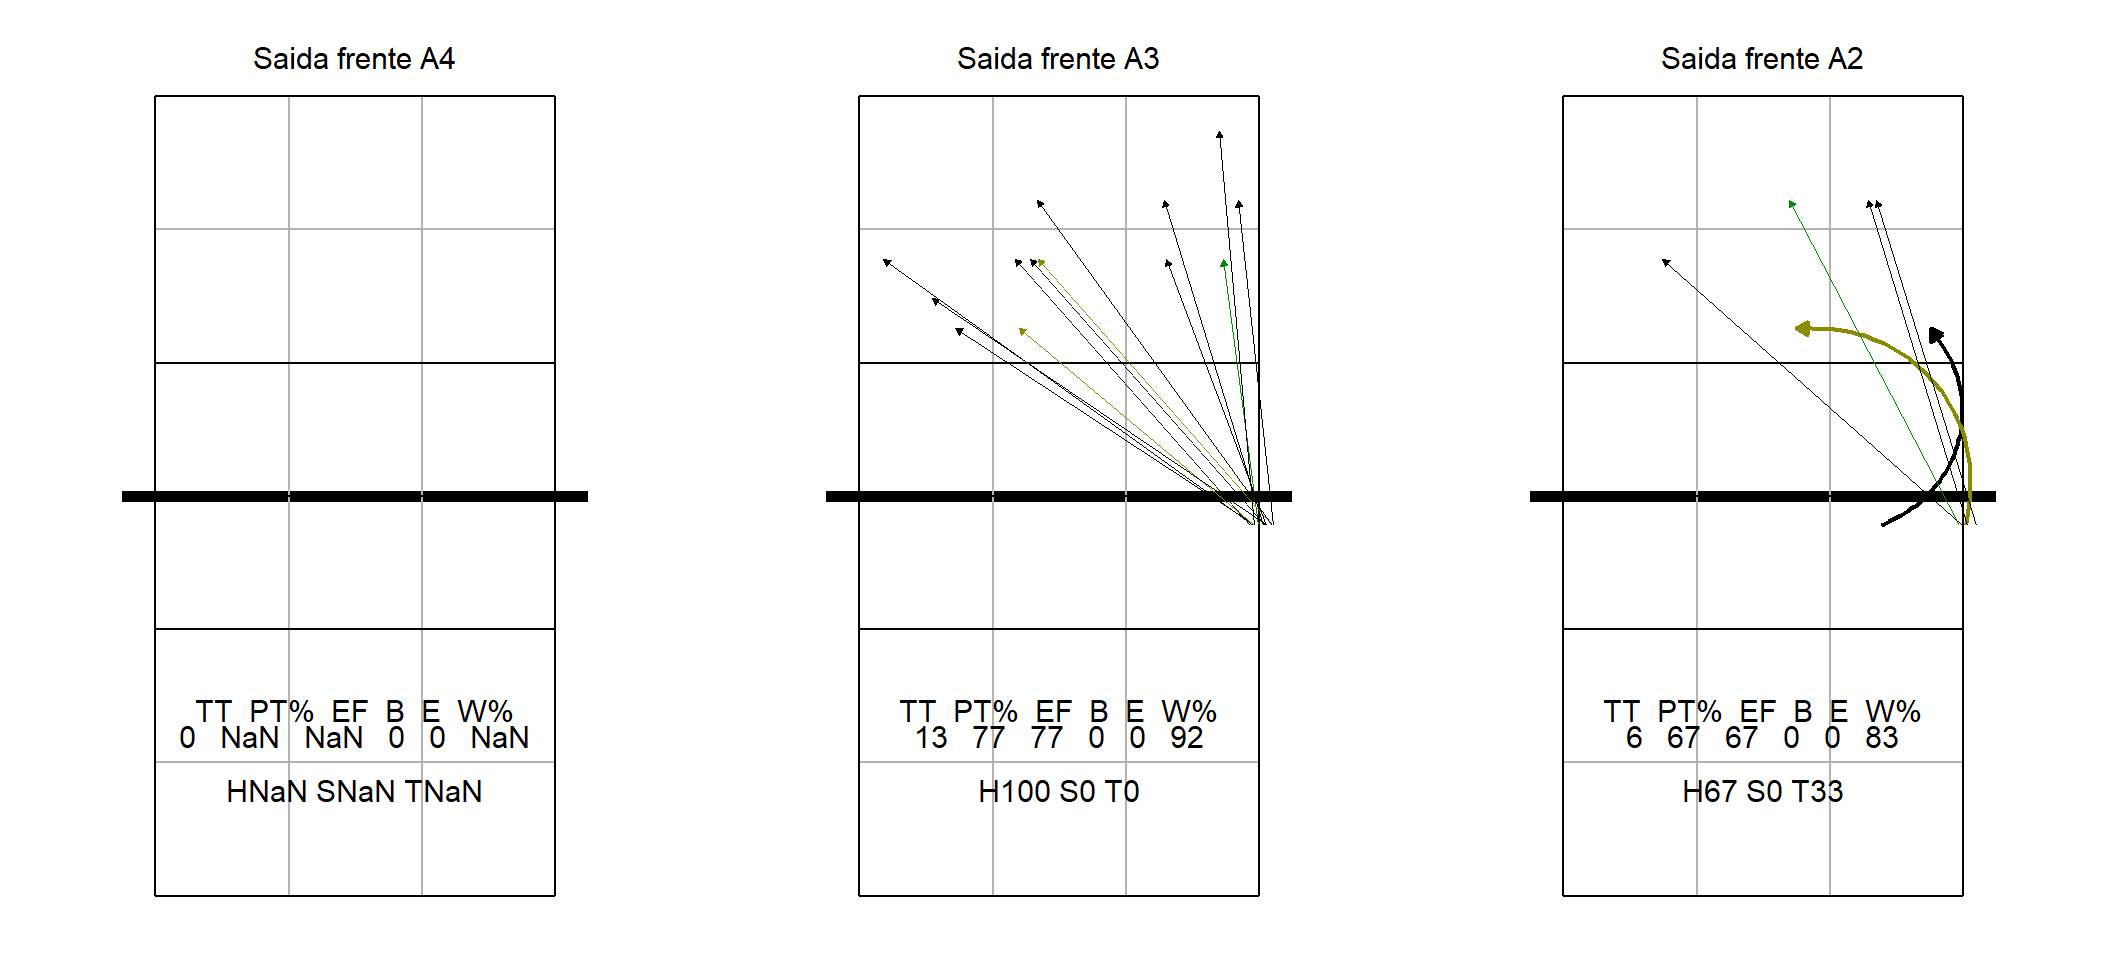 Saida frente A4
TT PT% EF B E W%
0 NaN NaN 0 0 NaN
HNaN SNaN TNaN
Saida frente A3
TT PT% EF B E W%
13 77 77 0 0 92
H100 S0 T0
Saida frente A2
TT PT% EF B E W%
6 67 67 0 0 83
H67 S0 T33